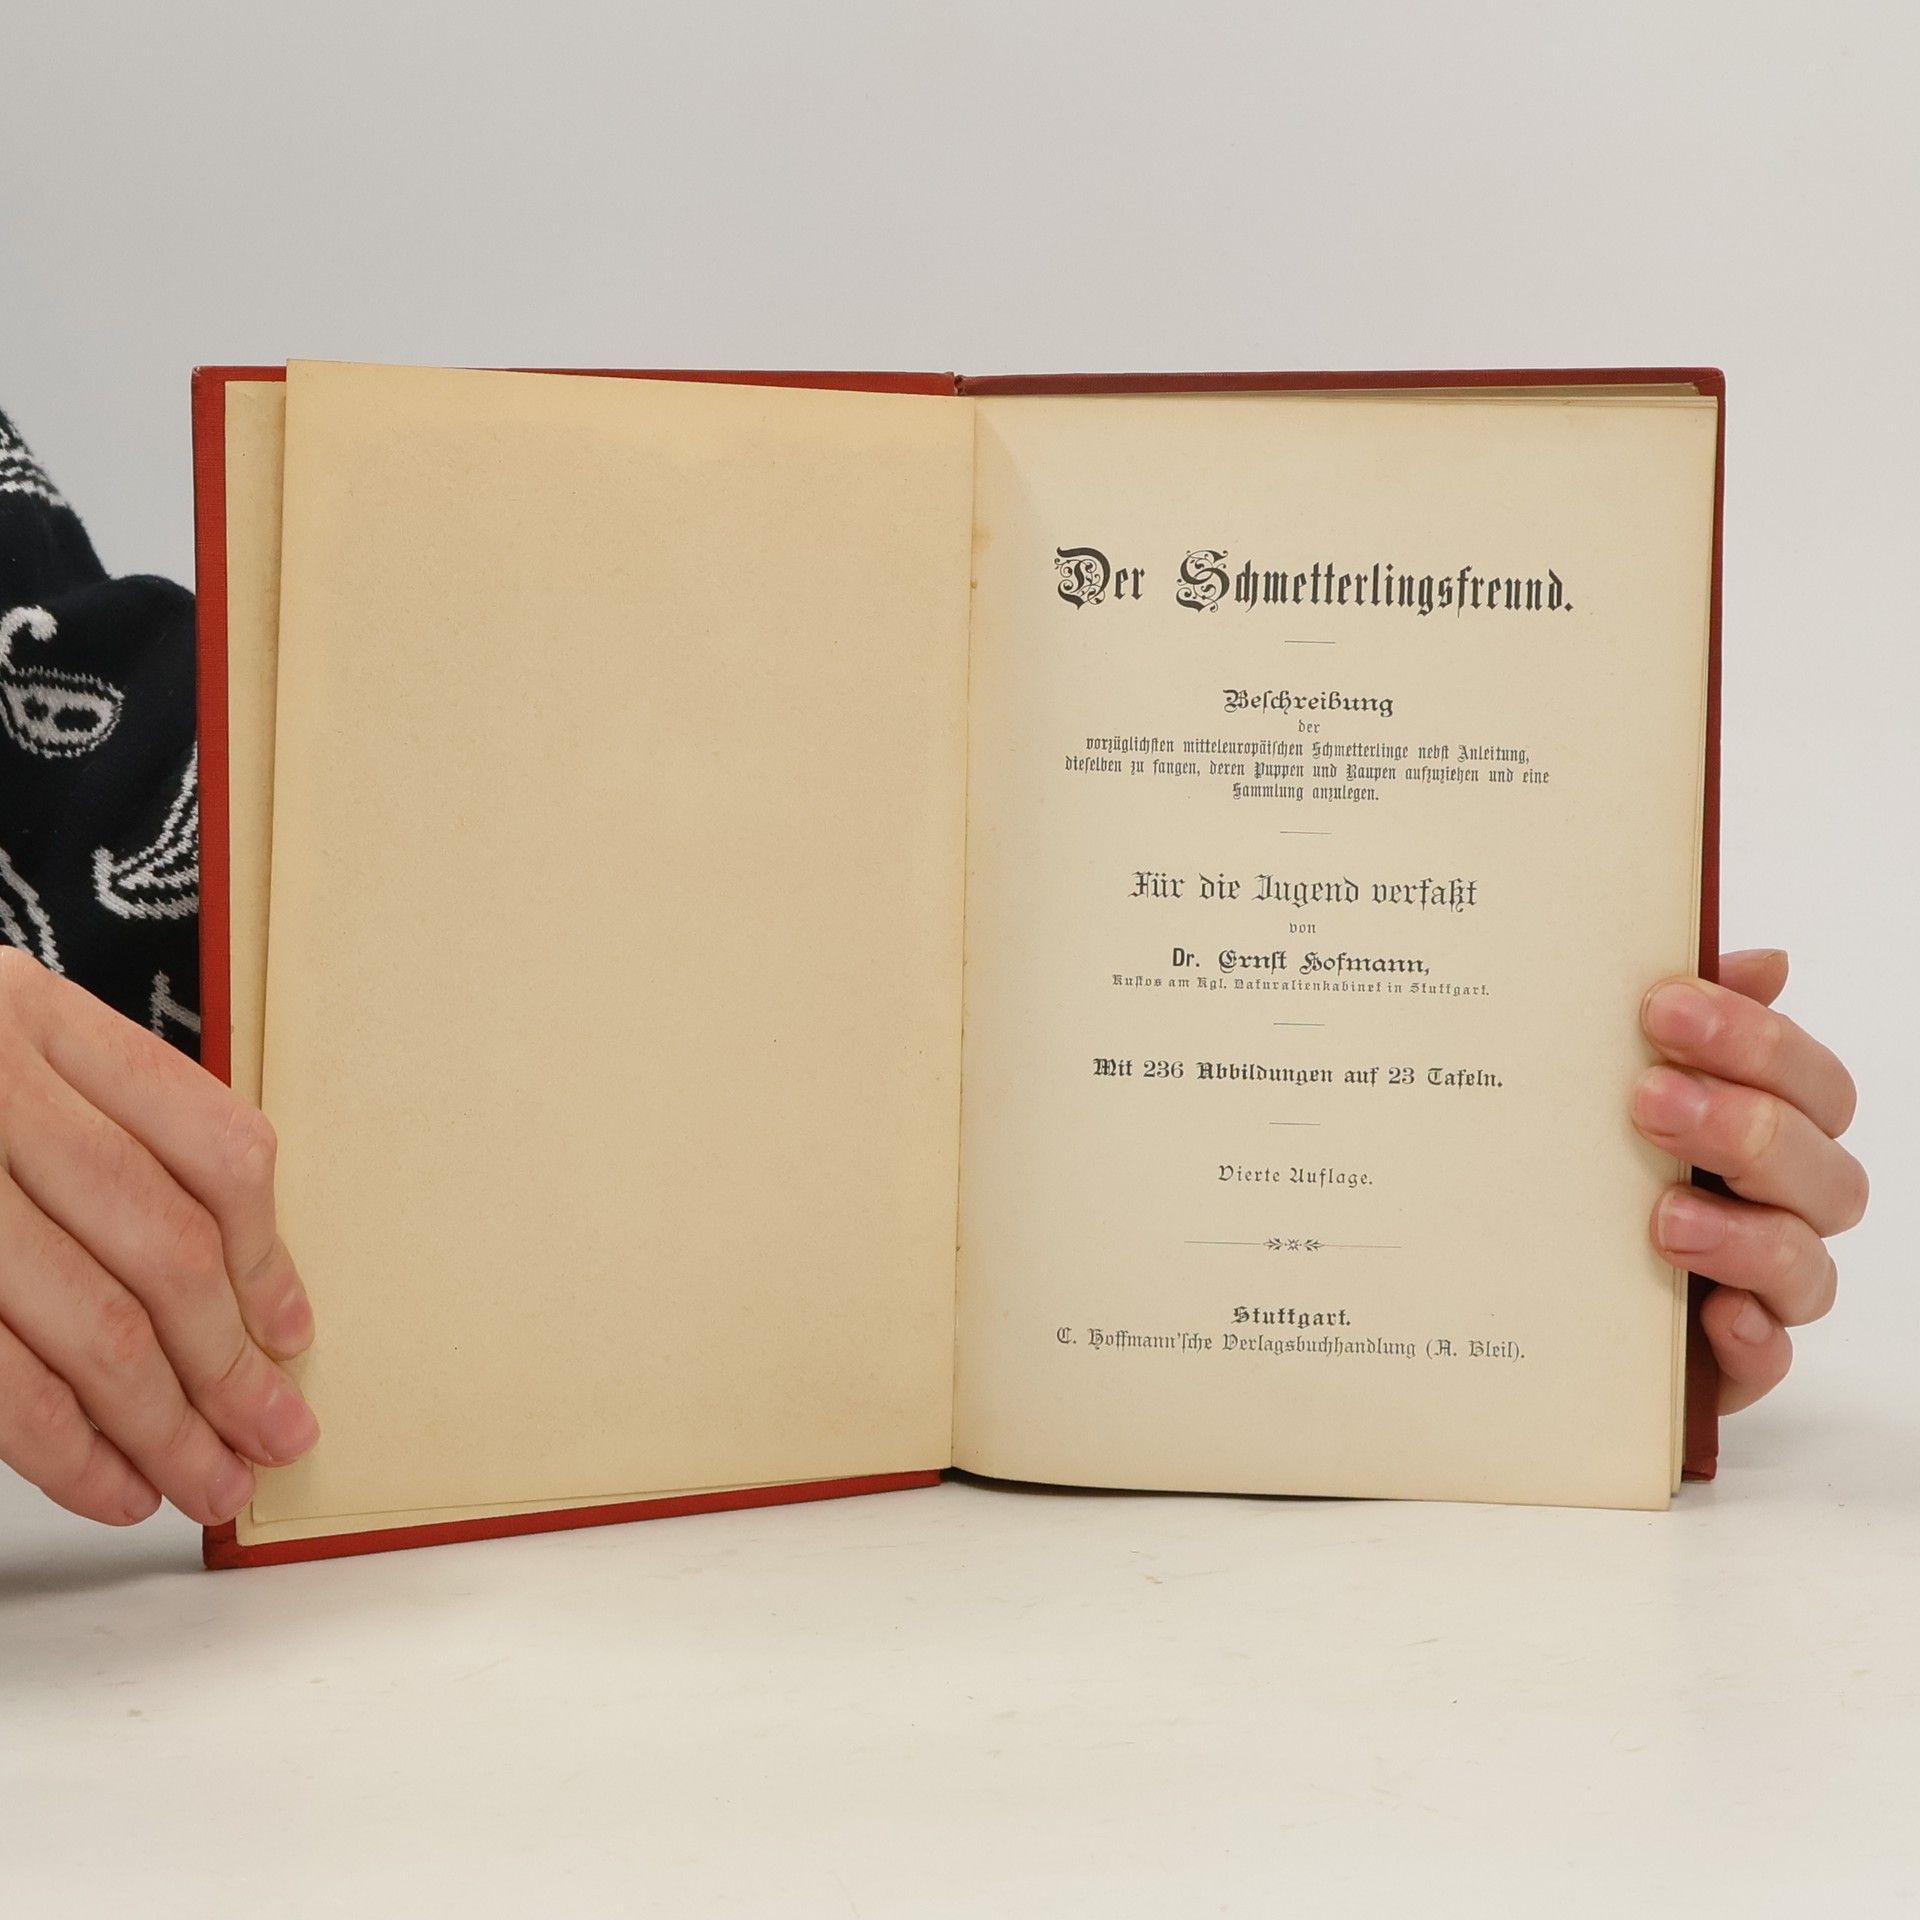 Der Schmetterlingsfreund.
Beschreibung
der
vorzüglichsten mitteleuropäischen Schmetterlinge nebst Anleitung,
dieselben zu fangen, deren Puppen und Raupen aufzuziehen und eine
Sammlung anzulegen.
Für die Jugend verfaßt
von
Dr. Ernst Hofmann,
Kustos am Kgl. Naturalienkabinet in Stuttgart.
Mit 236 Abbildungen auf 23 Tafeln.
Vierte Auflage.
Stuttgart.
C. Hoffmann'sche Verlagsbuchhandlung (A. Bleil).